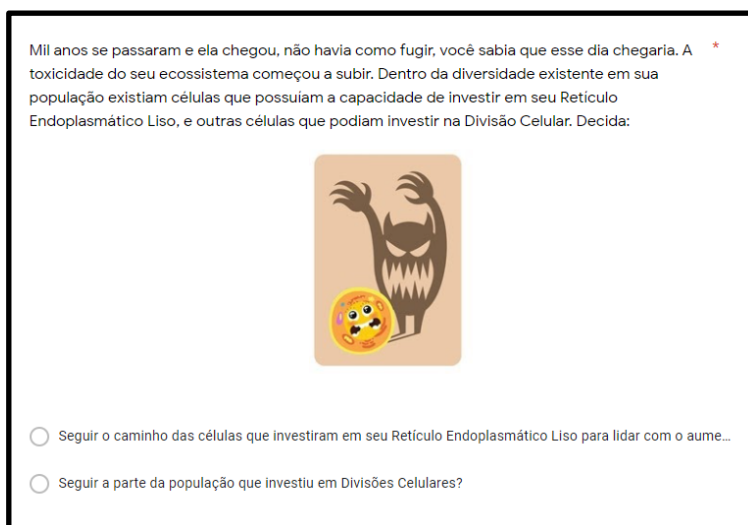 Mil anos se passaram e ela chegou, não havia como fugir, você sabia que esse dia chegaria. A *
toxicidade do seu ecossistema começou a subir. Dentro da diversidade existente em sua
população existiam células que possuíam a capacidade de investir em seu Retículo
Endoplasmático Liso, e outras células que podiam investir na Divisão Celular. Decida:
Seguir o caminho das células que investiram em seu Retículo Endoplasmático Liso para lidar com o aume...
Seguir a parte da população que investiu em Divisões Celulares?